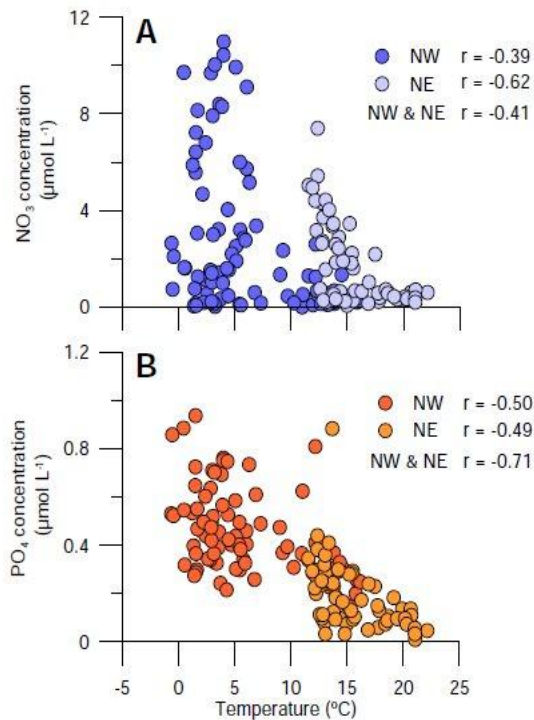 A
12
8
4
0
NO3 concentration
(µmol L-1)
NW r = -0.39
NE r = -0.62
NW & NE r = -0.41
B
1.2
0.8
0.4
0
PO4 concentration
(µmol L-1)
NW r = -0.50
NE r = -0.49
NW & NE r = -0.71
-5 0 5 10 15 20 25
Temperature (ºC)